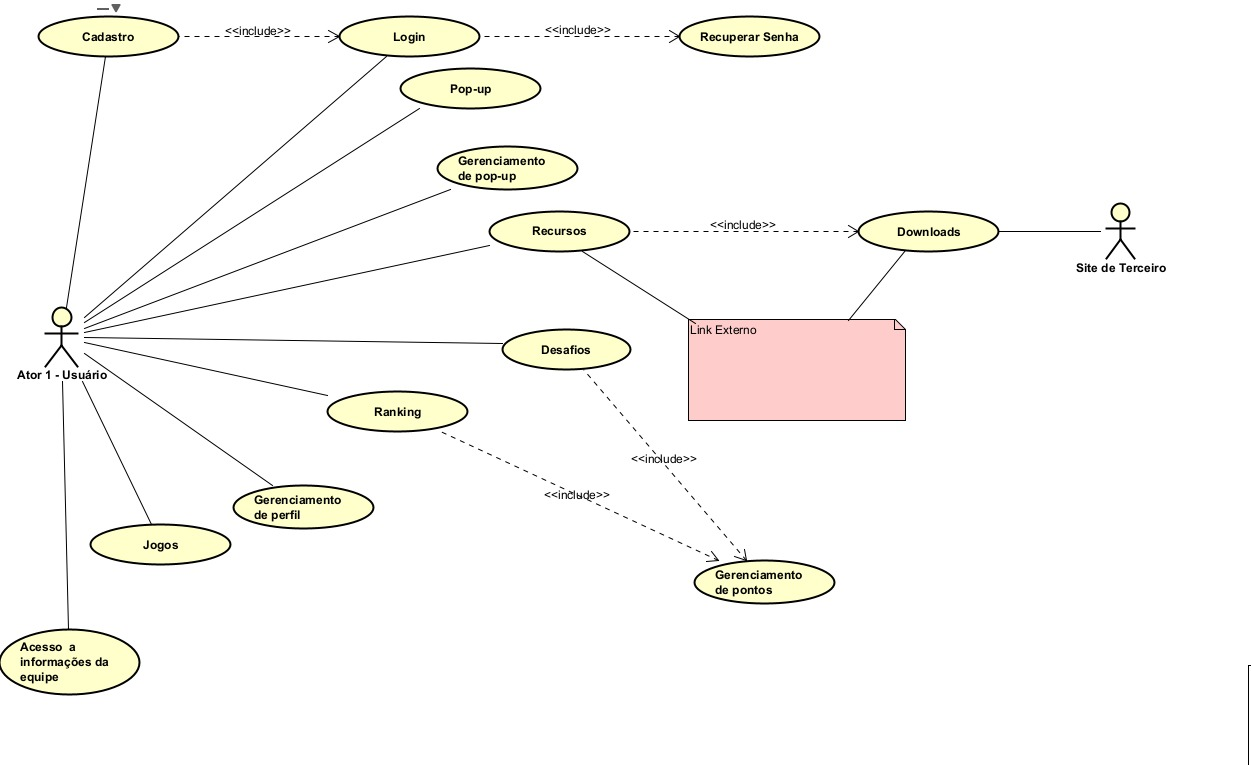 Cadastro
<<include>>
Login
<<include>>
Recuperar Senha
Pop-up
Gerenciamento
de pop-up
Recursos
<<include>>
Downloads
Site de Terceiro
Link Externo
Ator 1 - Usuário
Desafios
Ranking
<<include>>
<<include>>
Gerenciamento
de perfil
Jogos
Gerenciamento
de pontos
Acesso  a
informações da
equipe